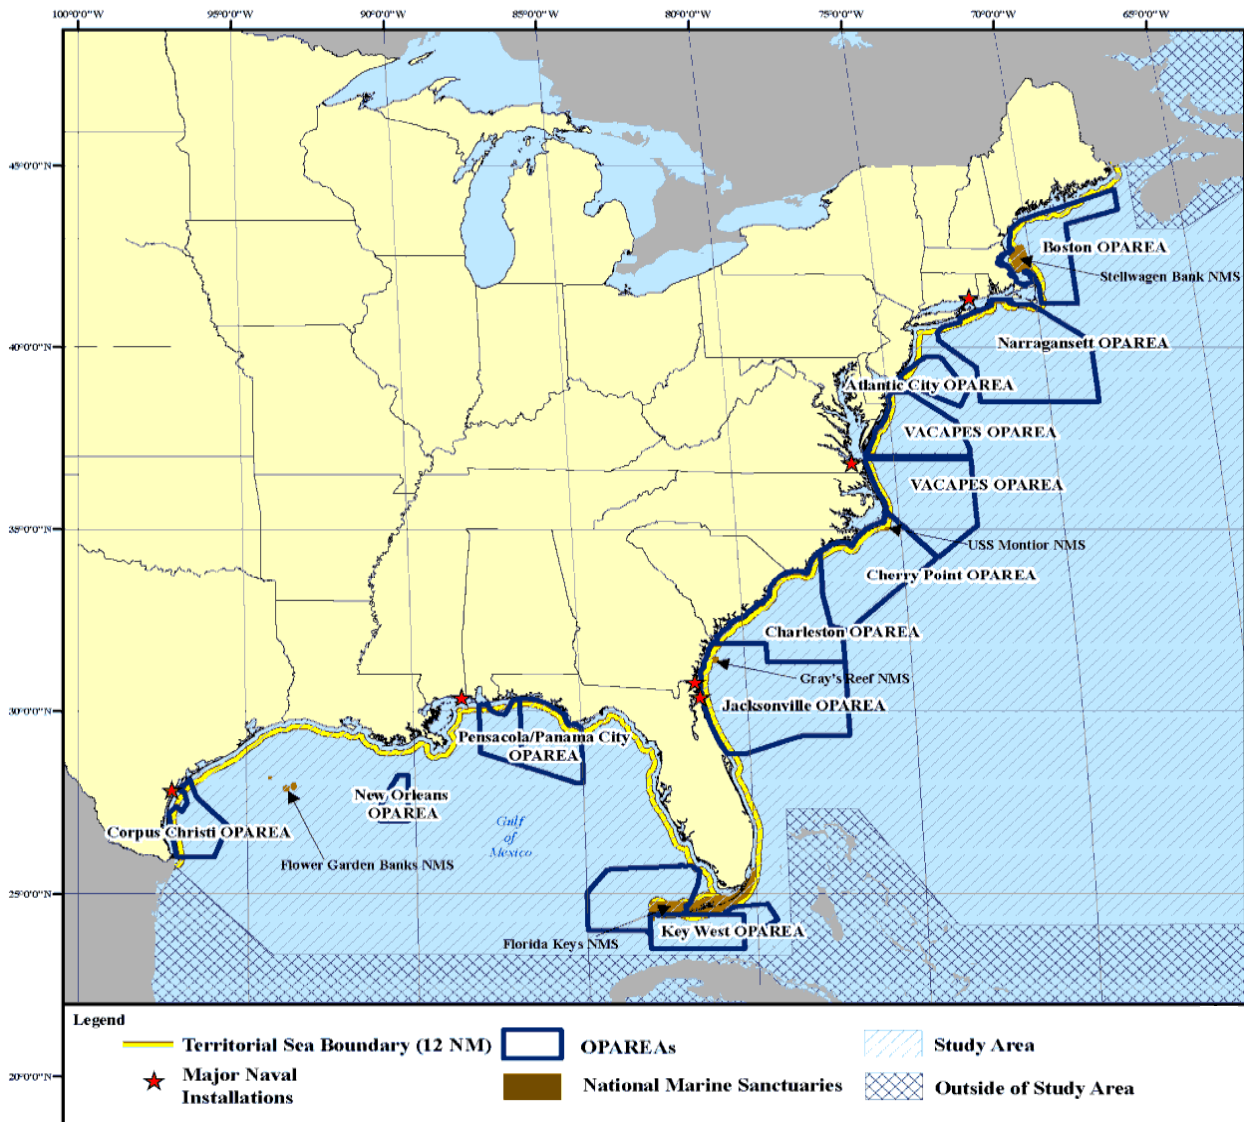 100°0'0"W 95°0'0"W 90°0'0"W 85°0'0"W 80°0'0"W 75°0'0"W 70°0'0"W 65°0'0"W
45°0'0"N
Boston OPAREA
Stellwagen Bank NMS
40°0'0"N
Narragansett OPAREA
Atlantic City OPAREA
VACAPES OPAREA
VACAPES OPAREA
35°0'0"N
USS Montior NMS
Cherry Point OPAREA
Charleston OPAREA
Gray's Reef NMS
30°0'0"N
Jacksonville OPAREA
Pensacola/Panama City
OPAREA
New Orleans
OPAREA
Gulf
of
Mexico
Corpus Christi OPAREA
Flower Garden Banks NMS
25°0'0"N
Key West OPAREA
Florida Keys NMS
Legend
Territorial Sea Boundary (12 NM)
OPAREAs
Study Area
Major Naval
Installations
National Marine Sanctuaries
Outside of Study Area
20°0'0"N